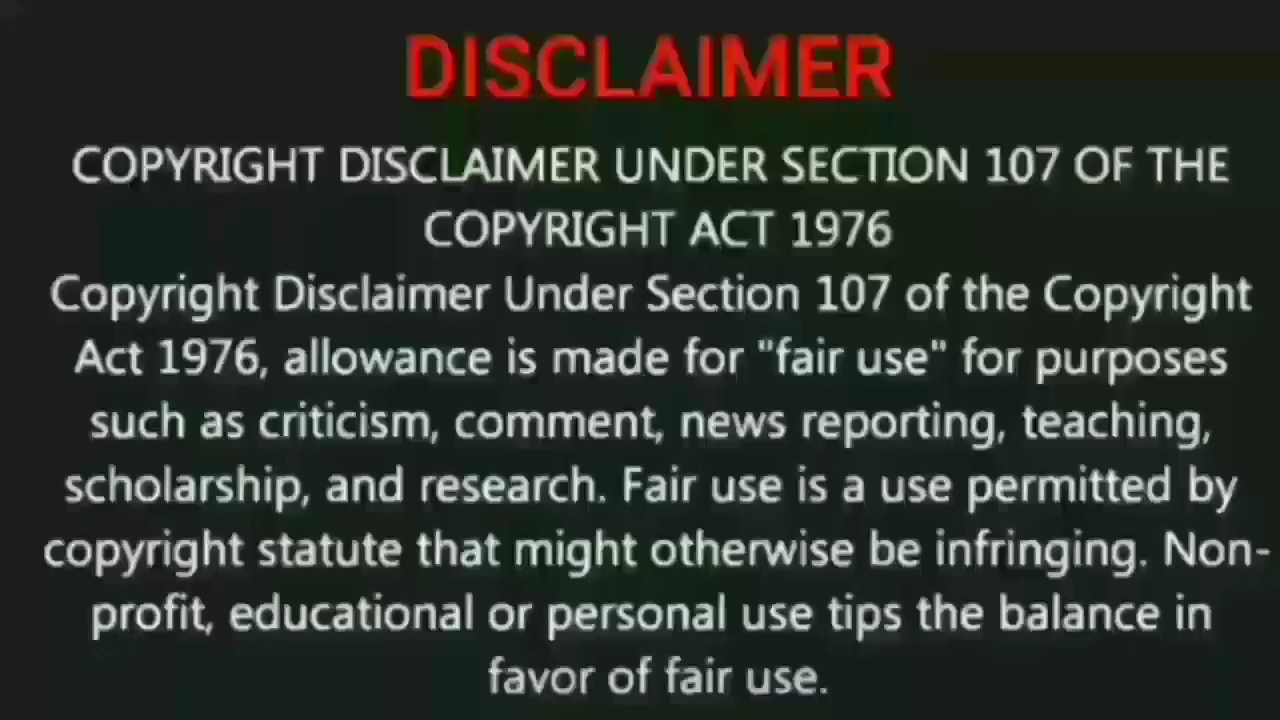 DISCLAIMER
COPYRIGHT DISCLAIMER UNDER SECTION 107 OF THE
COPYRIGHT ACT 1976
Copyright Disclaimer Under Section 107 of the Copyright
Act 1976, allowance is made for "fair use" for purposes
such as criticism, comment, news reporting, teaching,
scholarship, and research. Fair use is a use permitted by
copyright statute that might otherwise be infringing. Non-
profit, educational or personal use tips the balance in
favor of fair use.